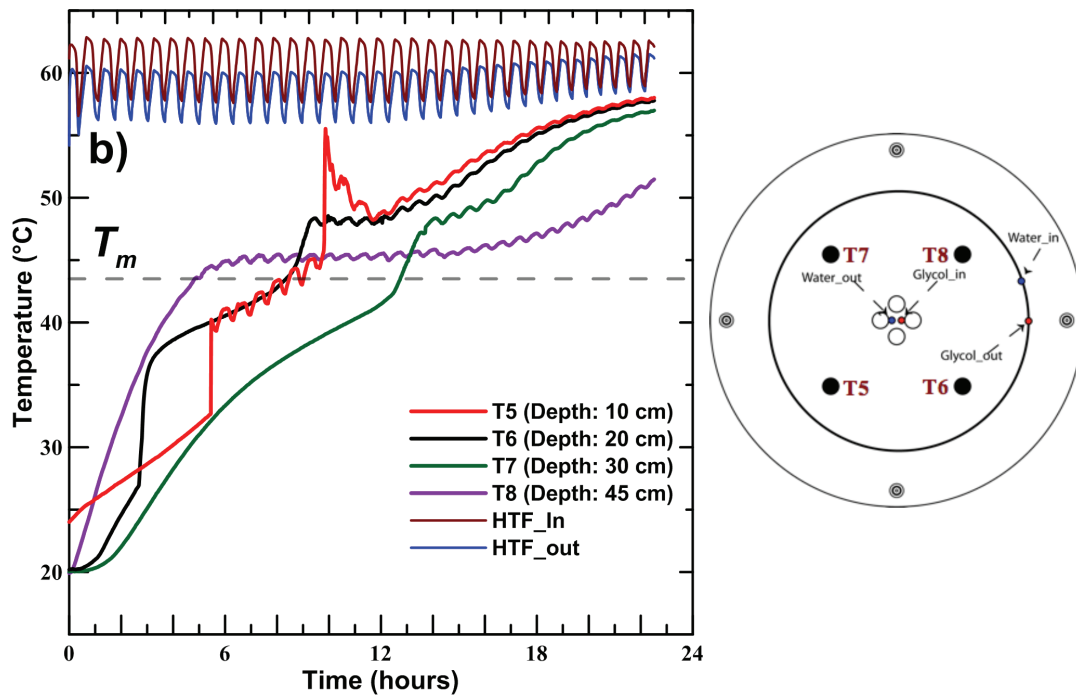 b)
Temperature (°C)
60
50
40
30
20
Tm
T5 (Depth: 10 cm)
T6 (Depth: 20 cm)
T7 (Depth: 30 cm)
T8 (Depth: 45 cm)
HTF_In
HTF_out
0 6 12 18 24
Time (hours)
T7 T8
Water_in
Water_out Glycol_in
Glycol_out
T5 T6